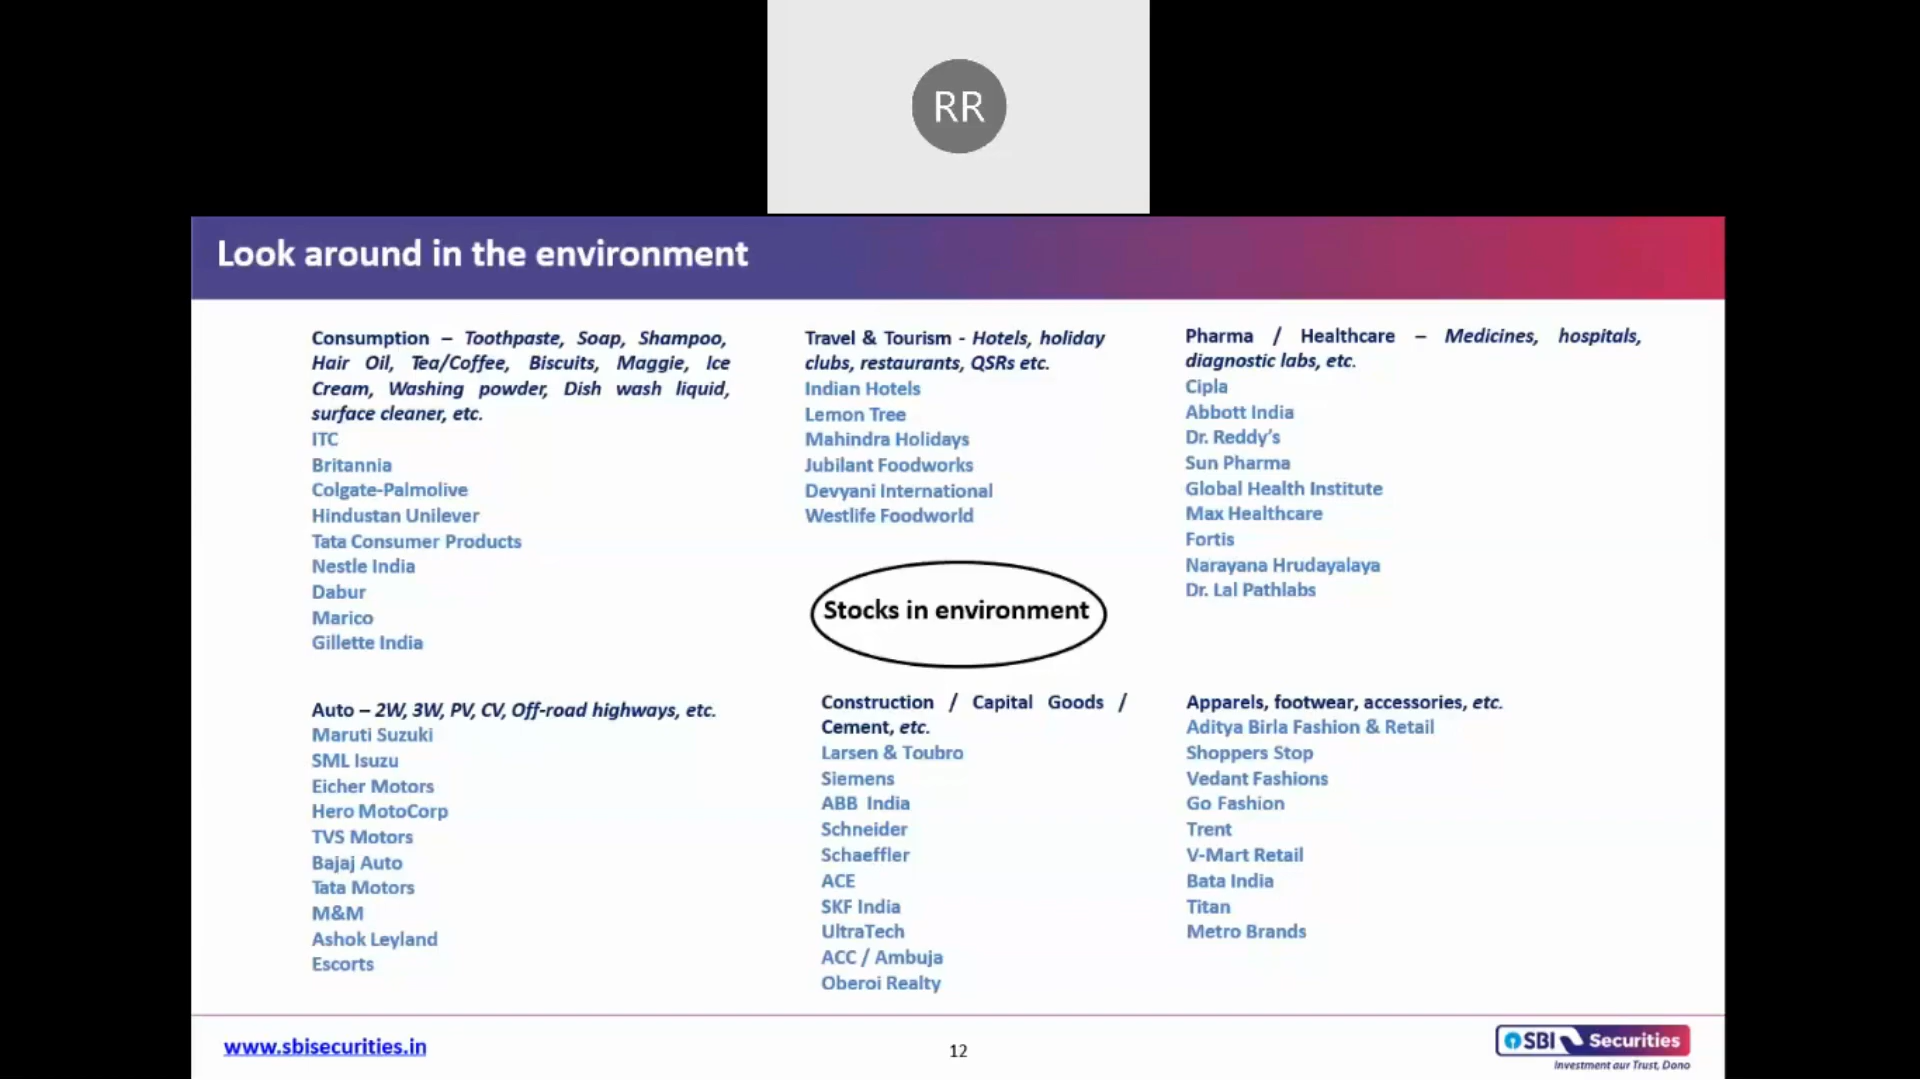 RR
Look around in the environment
Consumption – Toothpaste, Soap, Shampoo,
Hair Oil, Tea/Coffee, Biscuits, Maggie, Ice
Cream, Washing powder, Dish wash liquid,
surface cleaner, etc.
ITC
Britannia
Colgate-Palmolive
Hindustan Unilever
Tata Consumer Products
Nestle India
Dabur
Marico
Gillette India
Travel & Tourism - Hotels, holiday
clubs, restaurants, QSRs etc.
Indian Hotels
Lemon Tree
Mahindra Holidays
Jubilant Foodworks
Devyani International
Westlife Foodworld
Pharma / Healthcare – Medicines, hospitals,
diagnostic labs, etc.
Cipla
Abbott India
Dr. Reddy's
Sun Pharma
Global Health Institute
Max Healthcare
Fortis
Narayana Hrudayalaya
Dr. Lal Pathlabs
Stocks in environment
Auto – 2W, 3W, PV, CV, Off-road highways, etc.
Maruti Suzuki
SML Isuzu
Eicher Motors
Hero MotoCorp
TVS Motors
Bajaj Auto
Tata Motors
M&M
Ashok Leyland
Escorts
Construction / Capital Goods /
Cement, etc.
Larsen & Toubro
Siemens
ABB India
Schneider
Schaeffler
ACE
SKF India
UltraTech
ACC / Ambuja
Oberoi Realty
Apparels, footwear, accessories, etc.
Aditya Birla Fashion & Retail
Shoppers Stop
Vedant Fashions
Go Fashion
Trent
V-Mart Retail
Bata India
Titan
Metro Brands
www.sbisecurities.in
12
SBI Securities
Investment aur Trust, Dono